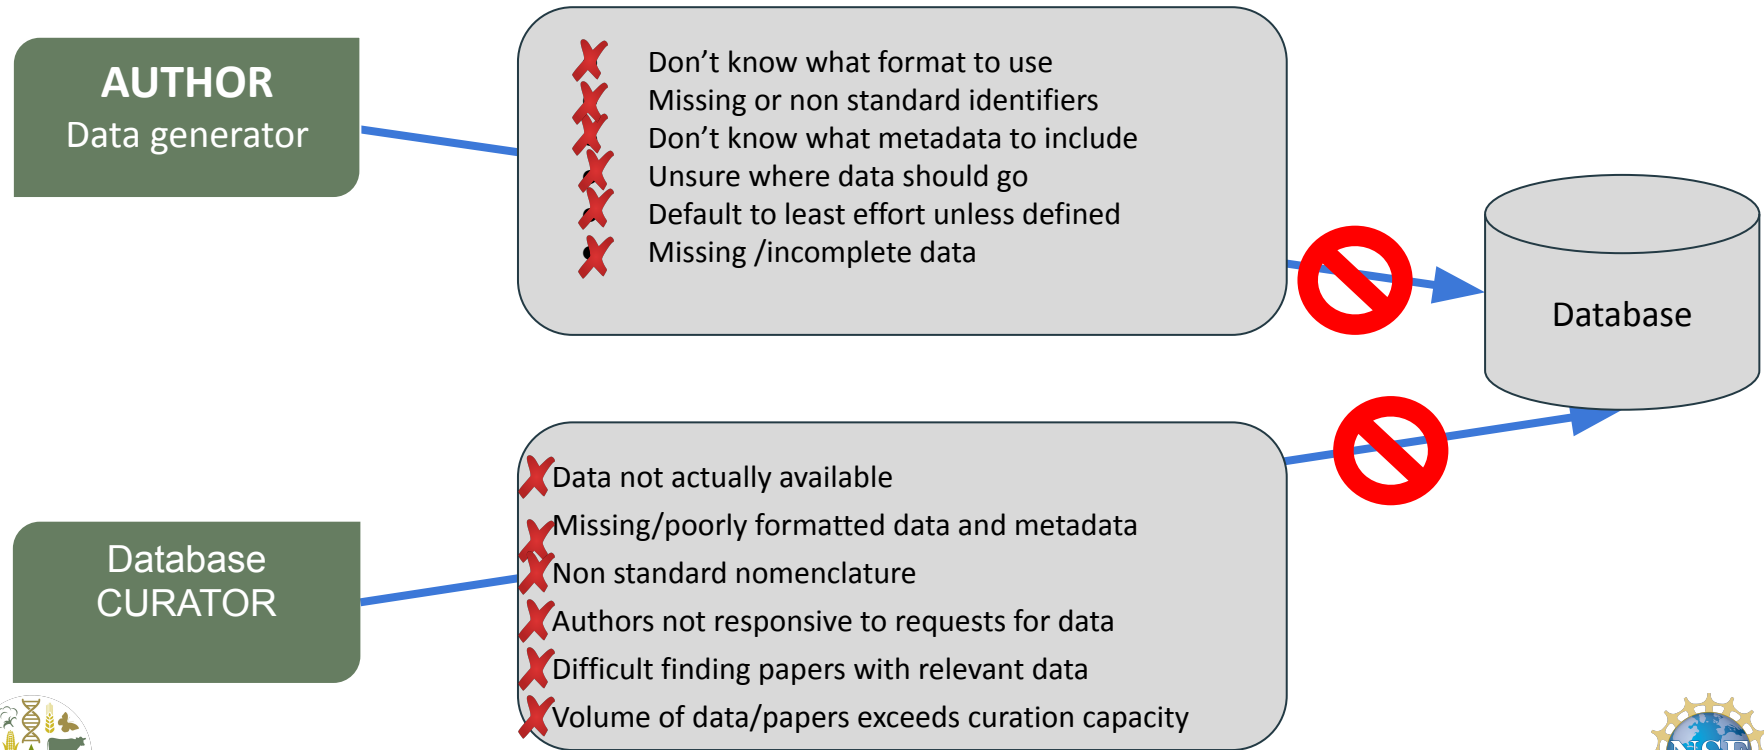 AUTHOR
Data generator
Don’t know what format to use
Missing or non standard identifiers
Don’t know what metadata to include
Unsure where data should go
Default to least effort unless defined
Missing /incomplete data
Database
Database
CURATOR
Data not actually available
Missing/poorly formatted data and metadata
Non standard nomenclature
Authors not responsive to requests for data
Difficult finding papers with relevant data
Volume of data/papers exceeds curation capacity
NSF